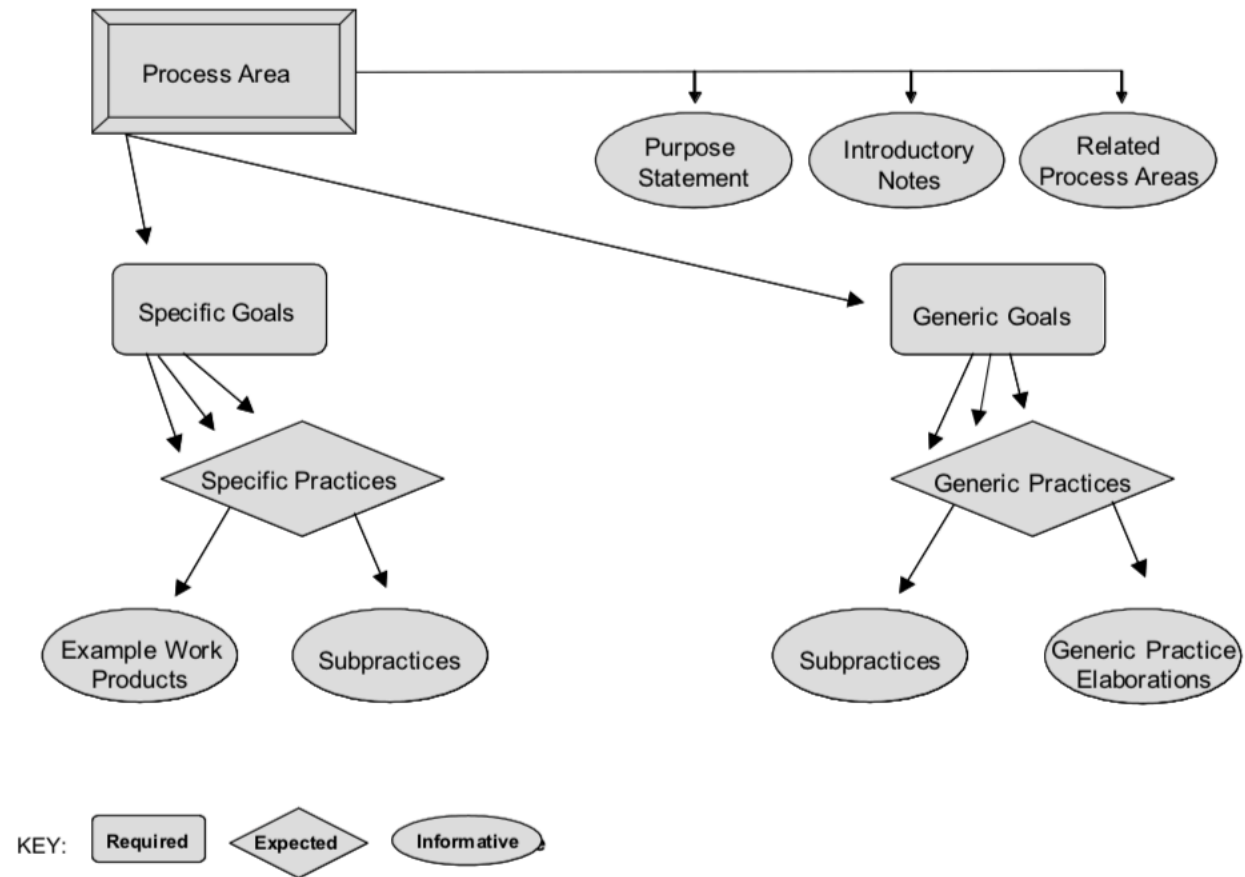 Process Area
Purpose
Statement
Introductory
Notes
Related
Process Areas
Specific Goals
Generic Goals
Specific Practices
Generic Practices
Example Work
Products
Subpractices
Subpractices
Generic Practice
Elaborations
KEY:
Required
Expected
Informative